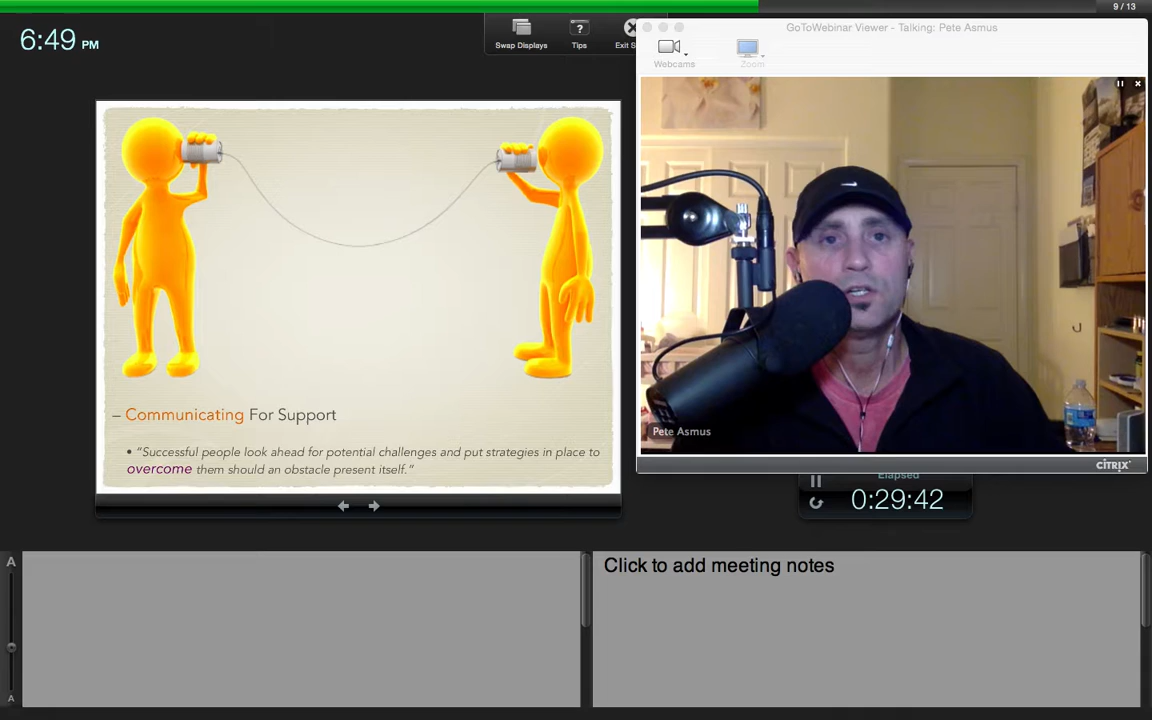 9 / 13
6:49 PM
Swap Displays
Tips
Exit S
GoToWebinar Viewer - Talking: Pete Asmus
Webcams
Zoom
Pete Asmus
CITRIX
– Communicating For Support
• “Successful people look ahead for potential challenges and put strategies in place to
overcome them should an obstacle present itself.“
Elapsed
0:29:42
A
A
Click to add meeting notes